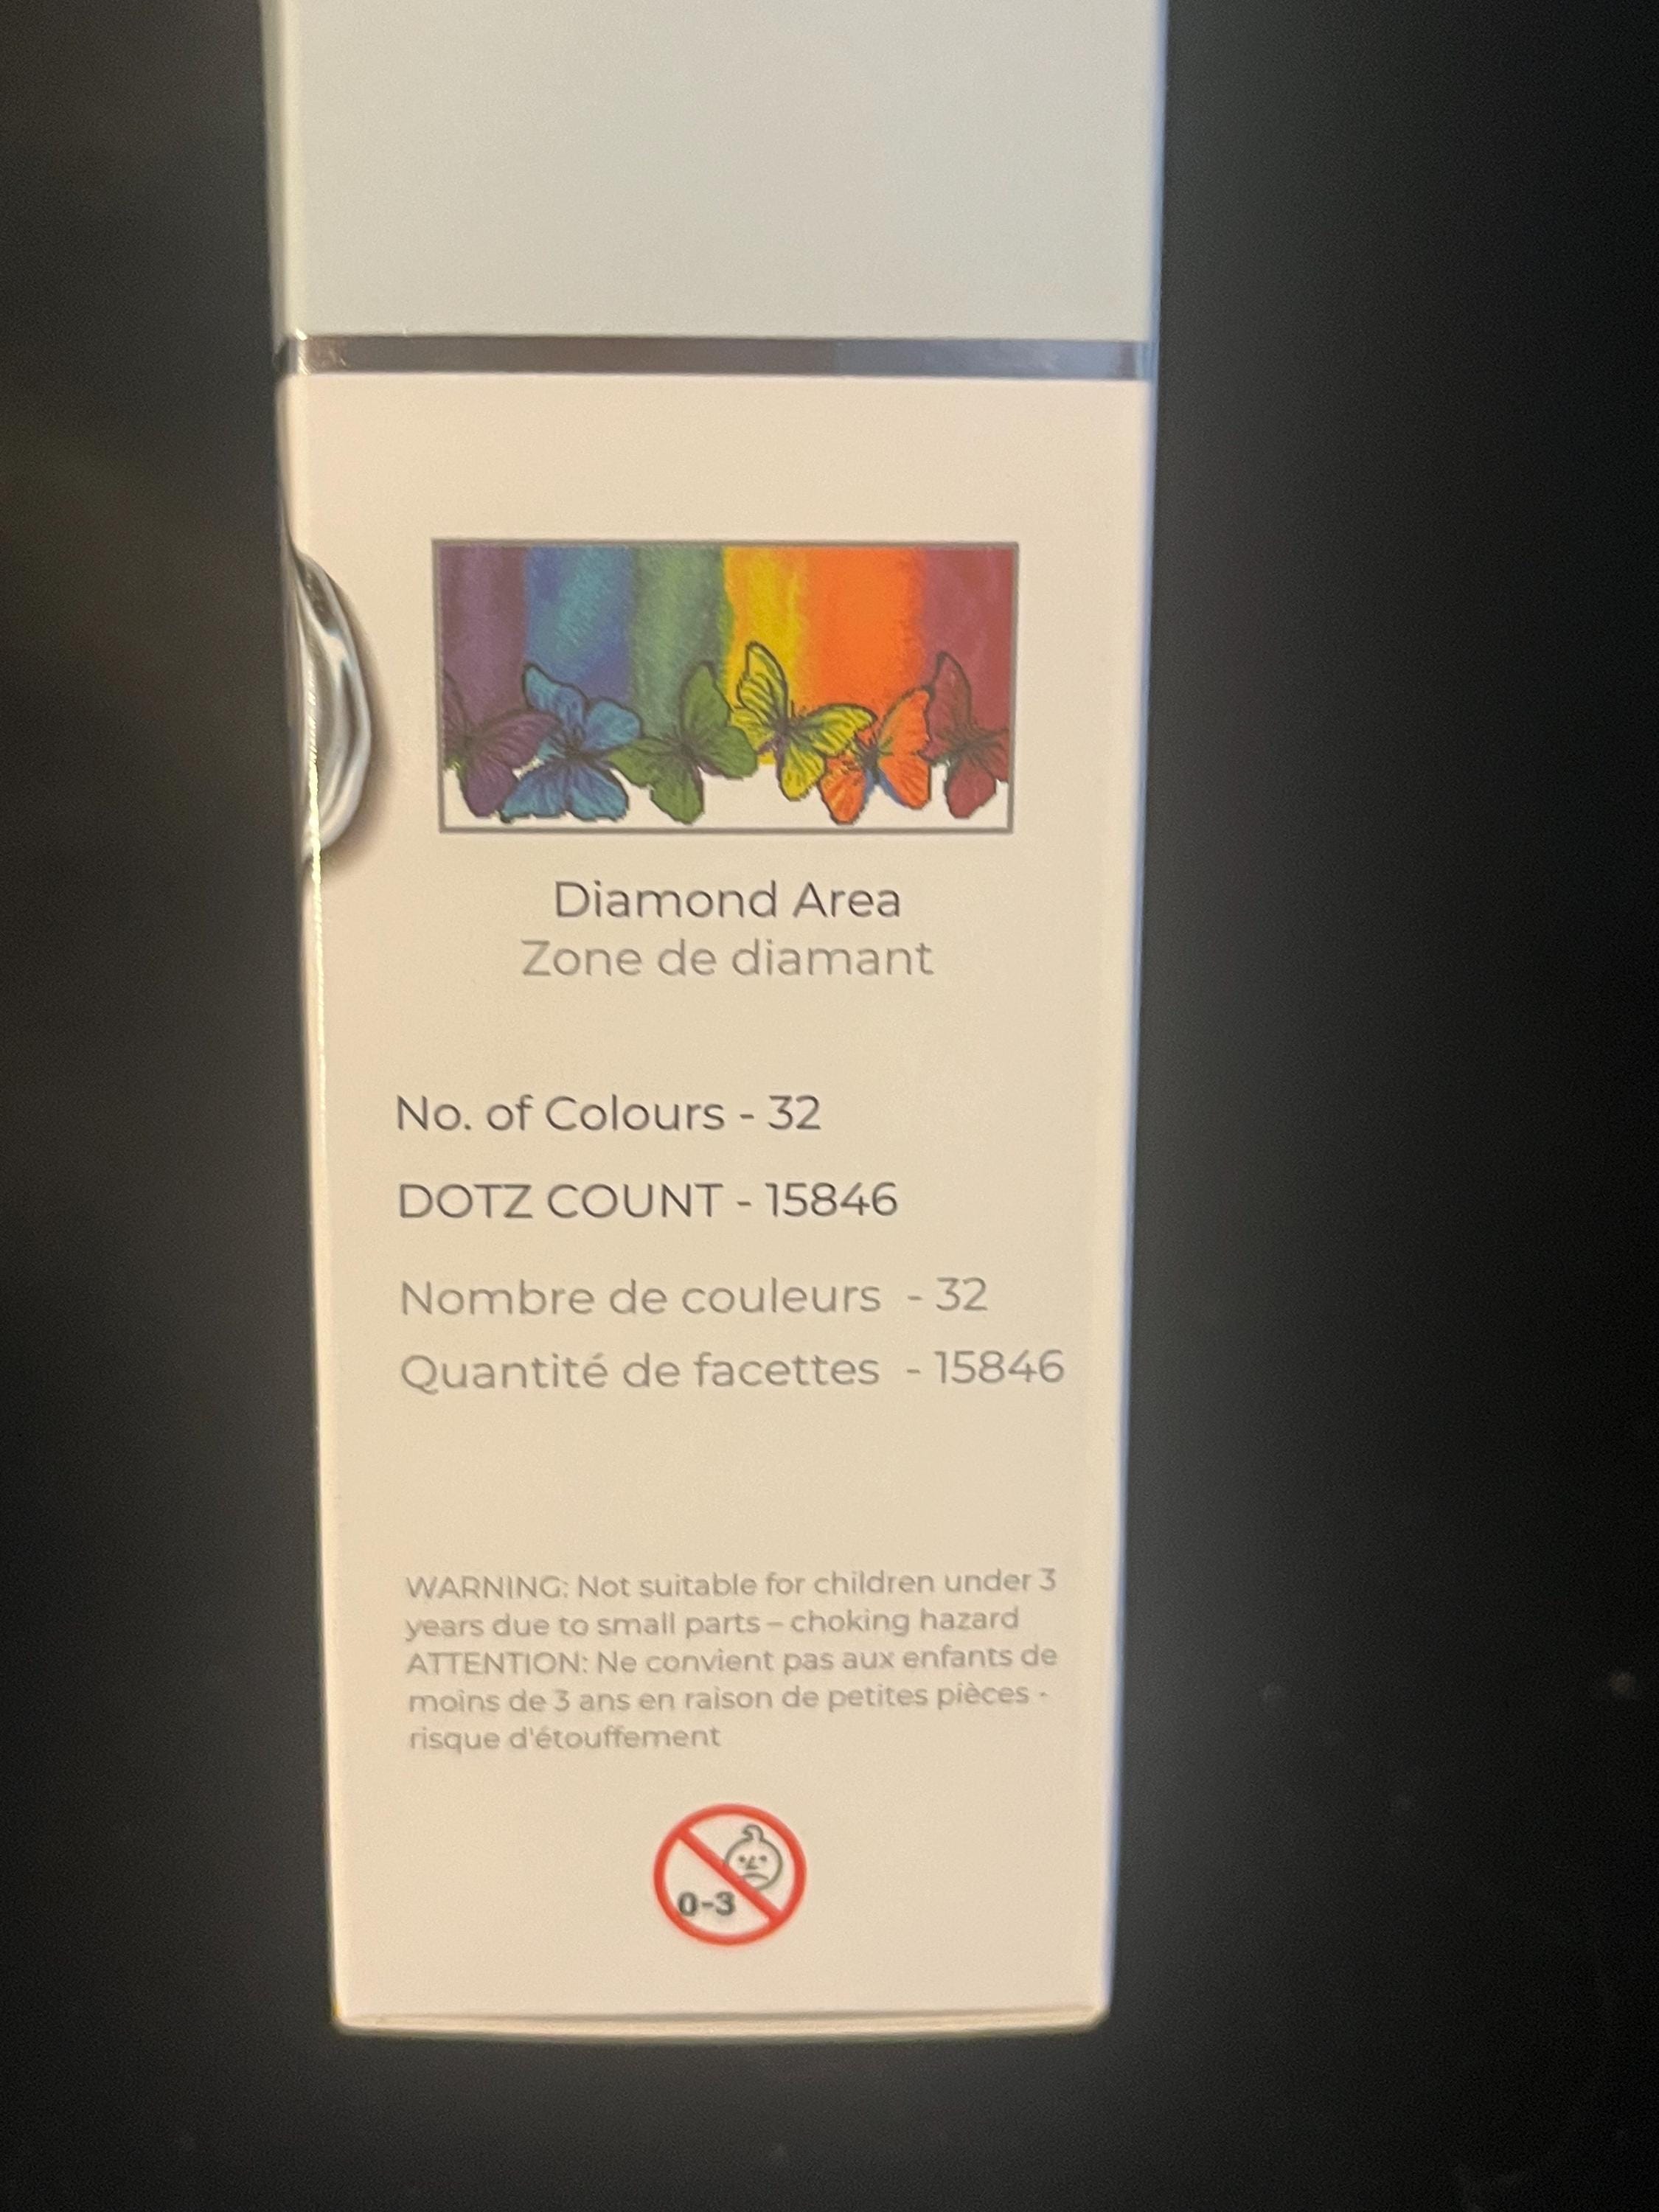 Diamond Area
Zone de diamant
No. of Colours - 32
DOTZ COUNT - 15846
Nombre de couleurs - 32
Quantité de facettes - 15846
WARNING: Not suitable for children under 3
years due to small parts – choking hazard
ATTENTION: Ne convient pas aux enfants de
moins de 3 ans en raison de petites pièces -
risque d'étouffement
0-3